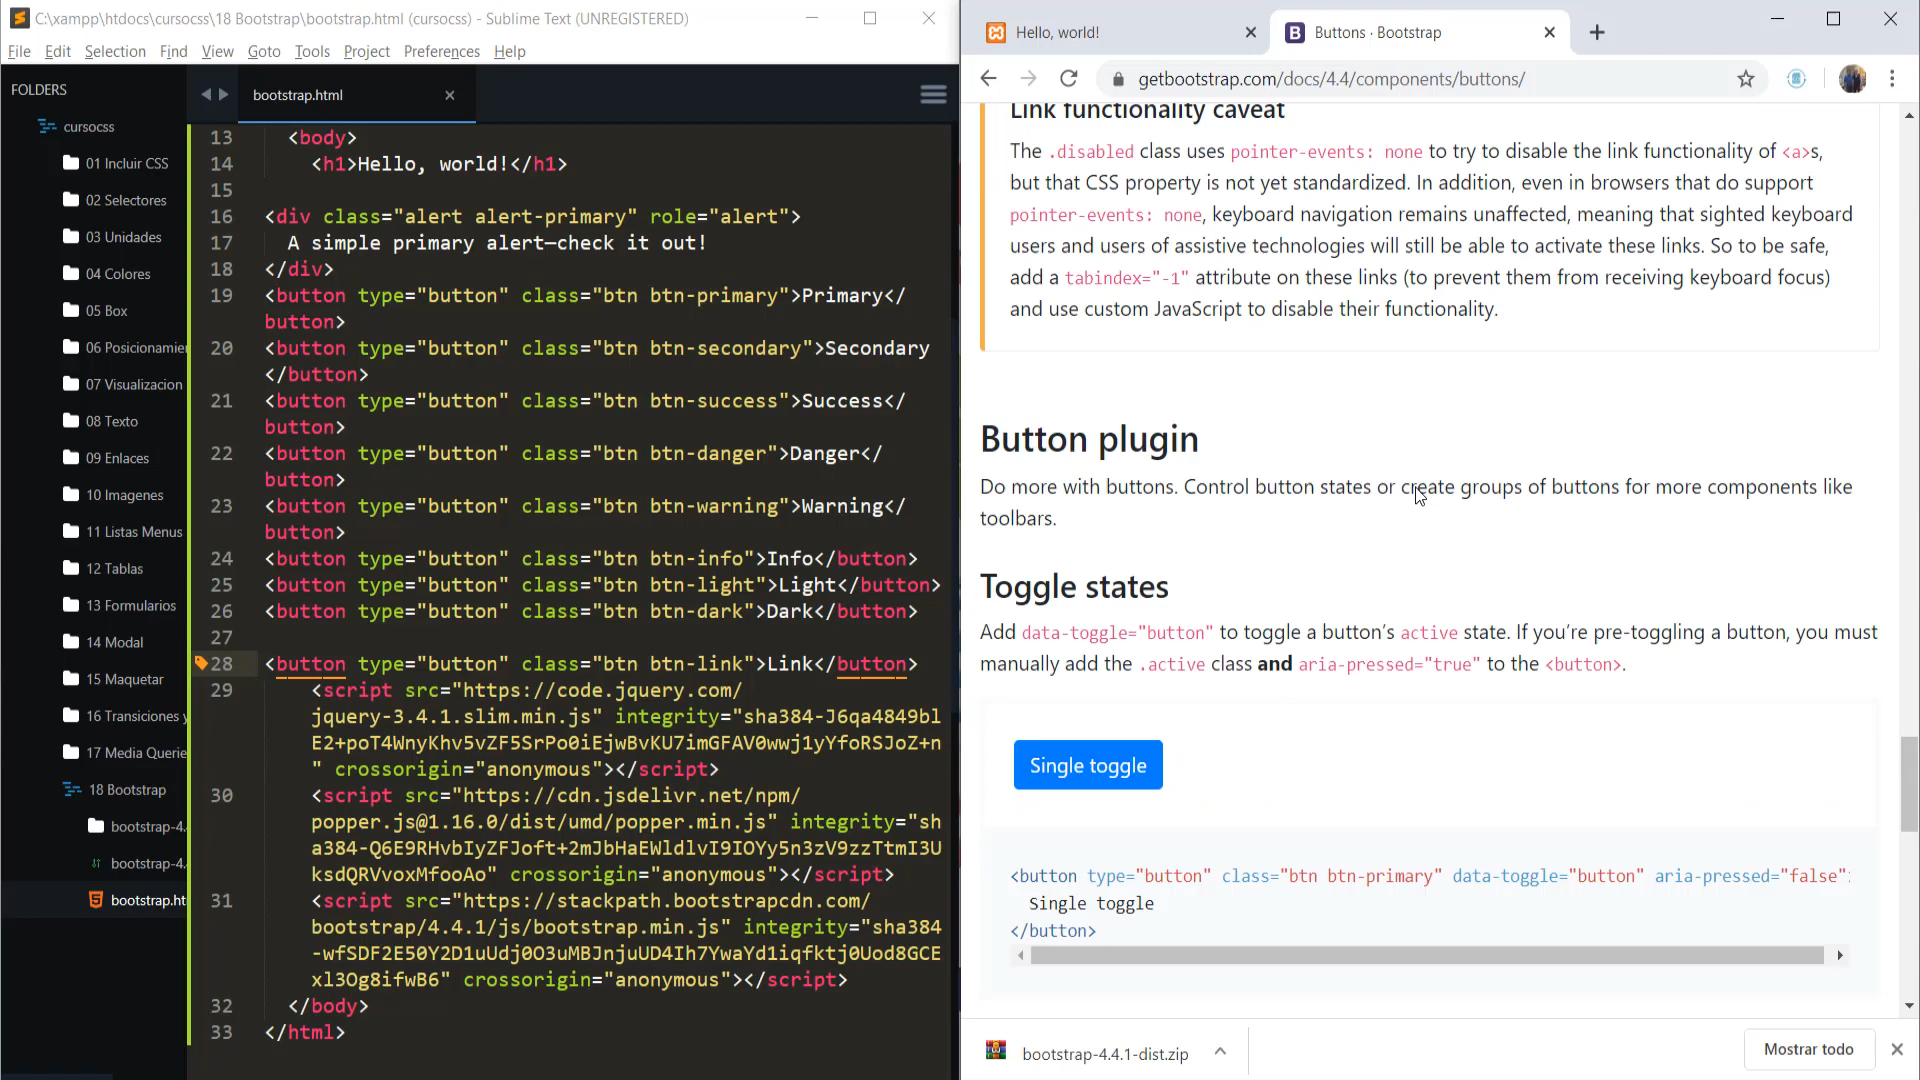 C:\xampp\htdocs\cursocss\18 Bootstrap\bootstrap.html (cursocss) - Sublime Text (UNREGISTERED)
File Edit Selection Find View Goto Tools Project Preferences Help
FOLDERS
cursocss
01 Incluir CSS
02 Selectores
03 Unidades
04 Colores
05 Box
06 Posicionamie
07 Visualizacion
08 Texto
09 Enlaces
10 Imagenes
11 Listas Menus
12 Tablas
13 Formularios
14 Modal
15 Maquetar
16 Transiciones y
17 Media Querie
18 Bootstrap
bootstrap-4.
bootstrap-4.
bootstrap.ht
bootstrap.html
13 <body>
14 <h1>Hello, world!</h1>
15
16 <div class="alert alert-primary" role="alert">
17 A simple primary alert—check it out!
18 </div>
19 <button type="button" class="btn btn-primary">Primary</
button>
20 <button type="button" class="btn btn-secondary">Secondary
</button>
21 <button type="button" class="btn btn-success">Success</
button>
22 <button type="button" class="btn btn-danger">Danger</
button>
23 <button type="button" class="btn btn-warning">Warning</
button>
24 <button type="button" class="btn btn-info">Info</button>
25 <button type="button" class="btn btn-light">Light</button>
26 <button type="button" class="btn btn-dark">Dark</button>
27
28 <button type="button" class="btn btn-link">Link</button>
29 <script src="https://code.jquery.com/
jquery-3.4.1.slim.min.js" integrity="sha384-J6qa4849bl
E2+poT4WnyKhv5vZF5SrPo0iEjwBvKU7imGFAV0wwj1yYfoRSJoZ+n
" crossorigin="anonymous"></script>
30 <script src="https://cdn.jsdelivr.net/npm/
popper.js@1.16.0/dist/umd/popper.min.js" integrity="sh
a384-Q6E9RHvbIyZFJoft+2mJbHaEWldlvI9IOYy5n3zV9zzTtmI3U
ksdQRVvoxMfooAo" crossorigin="anonymous"></script>
31 <script src="https://stackpath.bootstrapcdn.com/
bootstrap/4.4.1/js/bootstrap.min.js" integrity="sha384
-wfSDF2E50Y2D1uUdj0O3uMBJnjuUD4Ih7YwaYd1iqfktj0Uod8GCE
xl3Og8ifwB6" crossorigin="anonymous"></script>
32 </body>
33 </html>
Hello, world!
Buttons · Bootstrap
getbootstrap.com/docs/4.4/components/buttons/
Link functionality caveat
The .disabled class uses pointer-events: none to try to disable the link functionality of <a>s,
but that CSS property is not yet standardized. In addition, even in browsers that do support
pointer-events: none, keyboard navigation remains unaffected, meaning that sighted keyboard
users and users of assistive technologies will still be able to activate these links. So to be safe,
add a tabindex="-1" attribute on these links (to prevent them from receiving keyboard focus)
and use custom JavaScript to disable their functionality.
Button plugin
Do more with buttons. Control button states or create groups of buttons for more components like
toolbars.
Toggle states
Add data-toggle="button" to toggle a button's active state. If you're pre-toggling a button, you must
manually add the .active class and aria-pressed="true" to the <button>.
Single toggle
<button type="button" class="btn btn-primary" data-toggle="button" aria-pressed="false"
Single toggle
</button>
bootstrap-4.4.1-dist.zip
Mostrar todo